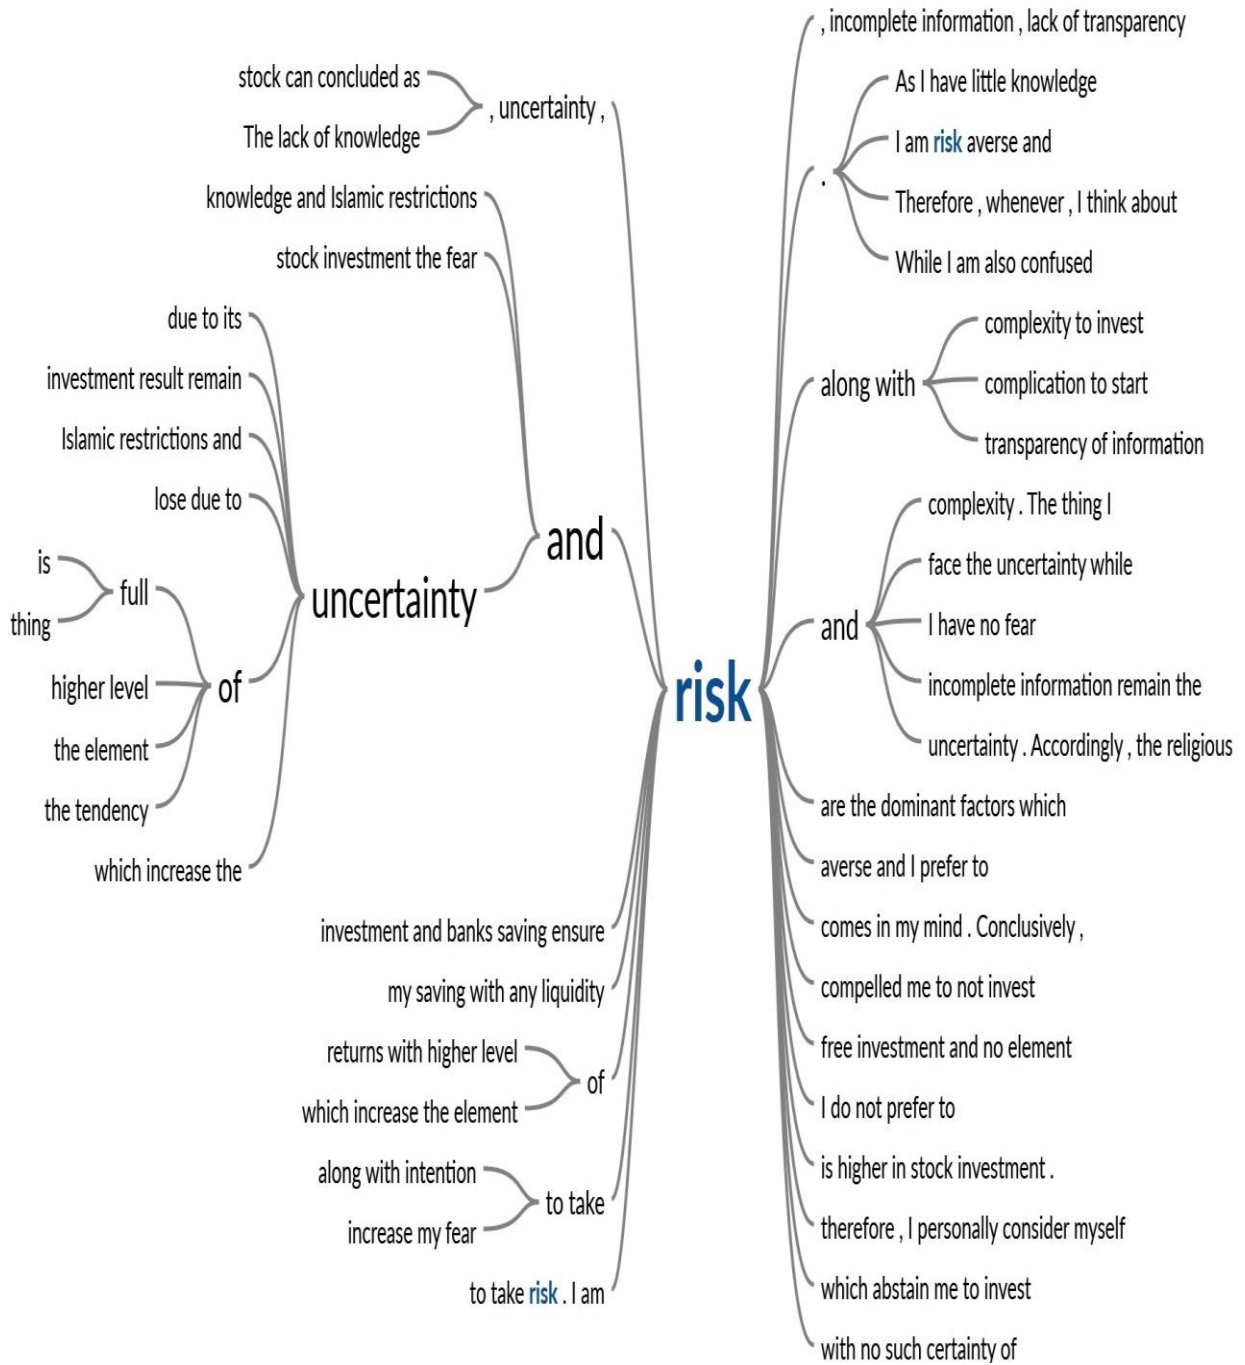 stock can concluded as
The lack of knowledge
, uncertainty ,
knowledge and Islamic restrictions
stock investment the fear
due to its
investment result remain
Islamic restrictions and
lose due to
is
thing
full
higher level
the element
the tendency
of
which increase the
uncertainty
and
investment and banks saving ensure
my saving with any liquidity
returns with higher level
which increase the element
of
along with intention
increase my fear
to take
to take risk . I am
risk
, incomplete information , lack of transparency
.
As I have little knowledge
I am risk averse and
Therefore , whenever , I think about
While I am also confused
along with
complexity to invest
complication to start
transparency of information
and
complexity . The thing I
face the uncertainty while
I have no fear
incomplete information remain the
uncertainty . Accordingly , the religious
are the dominant factors which
averse and I prefer to
comes in my mind . Conclusively ,
compelled me to not invest
free investment and no element
I do not prefer to
is higher in stock investment .
therefore , I personally consider myself
which abstain me to invest
with no such certainty of